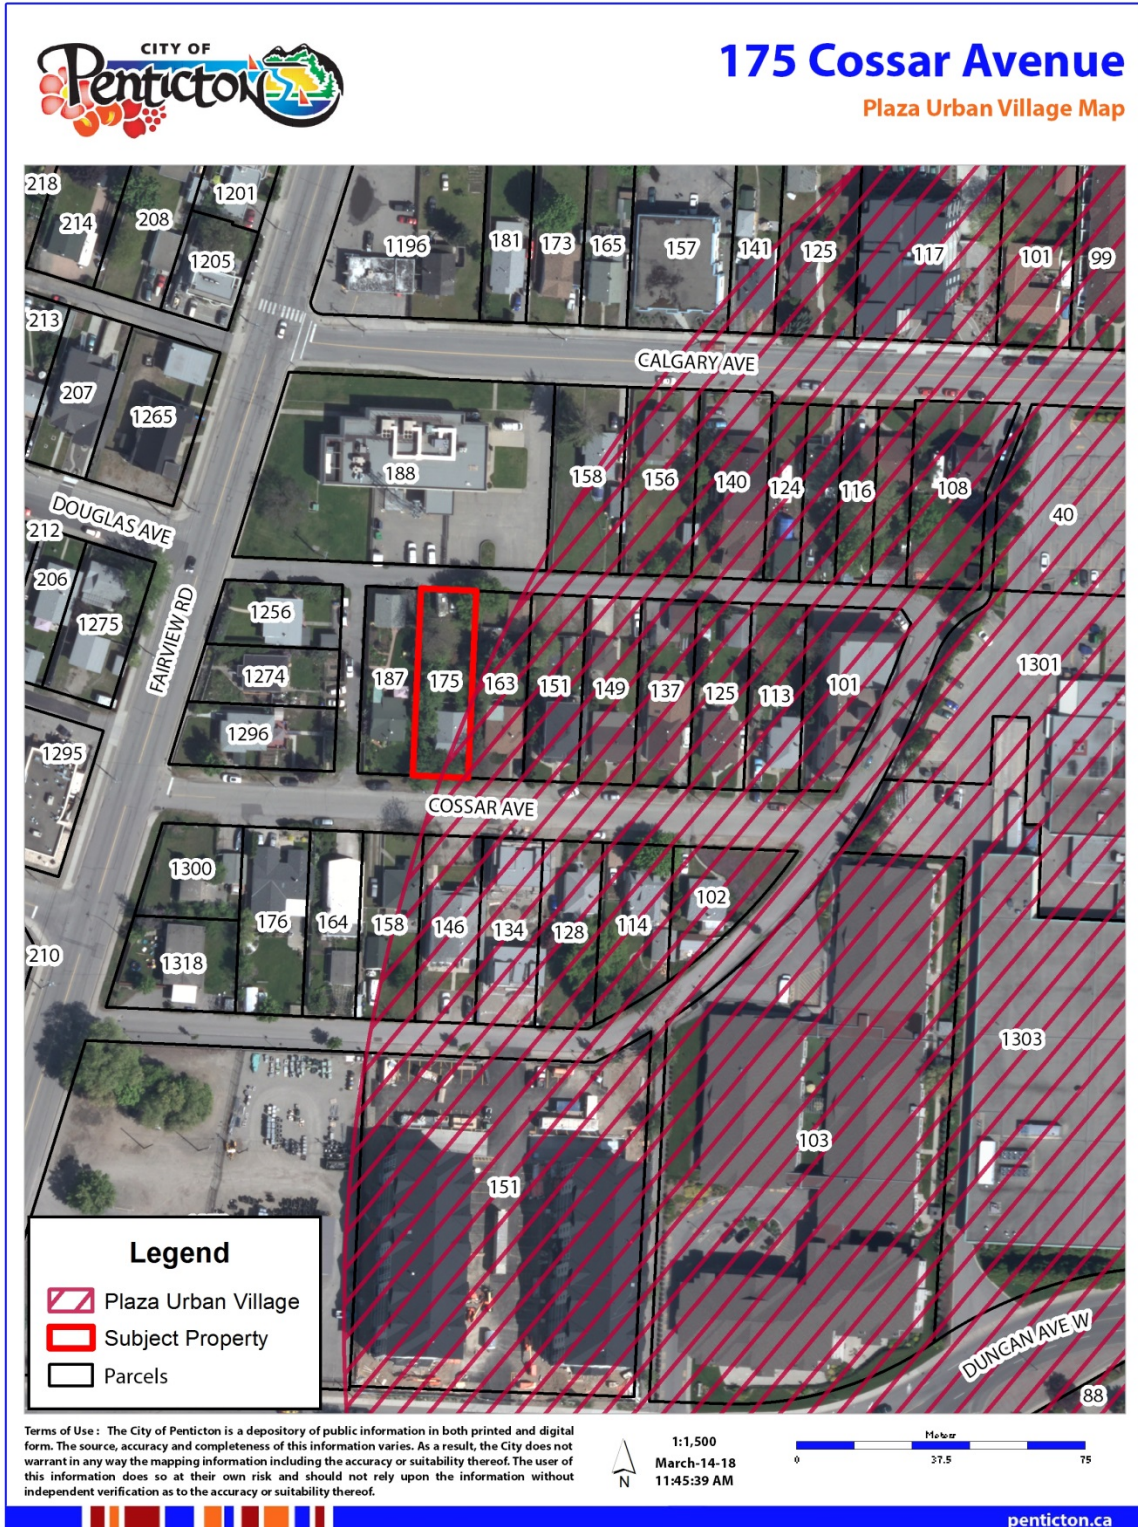 CITY OF
Penticton
175 Cossar Avenue
Plaza Urban Village Map
218
214
208
1201
1205
1196
181
173
165
157
141
125
117
101
99
213
207
1265
CALGARY AVE
188
158
156
140
124
116
108
40
DOUGLAS AVE
212
206
1275
FAIRVIEW RD
1256
1274
1296
187
175
163
151
149
137
125
113
101
1301
1295
COSSAR AVE
1300
1318
176
164
158
146
134
128
114
102
210
1303
103
151
DUNCAN AVE W
88
Legend
Plaza Urban Village
Subject Property
Parcels
Terms of Use : The City of Penticton is a depository of public information in both printed and digital
form. The source, accuracy and completeness of this information varies. As a result, the City does not
warrant in any way the mapping information including the accuracy or suitability thereof. The user of
this information does so at their own risk and should not rely upon the information without
independent verification as to the accuracy or suitability thereof.
N
1:1,500
March-14-18
11:45:39 AM
Meters
0 37.5 75
penticton.ca